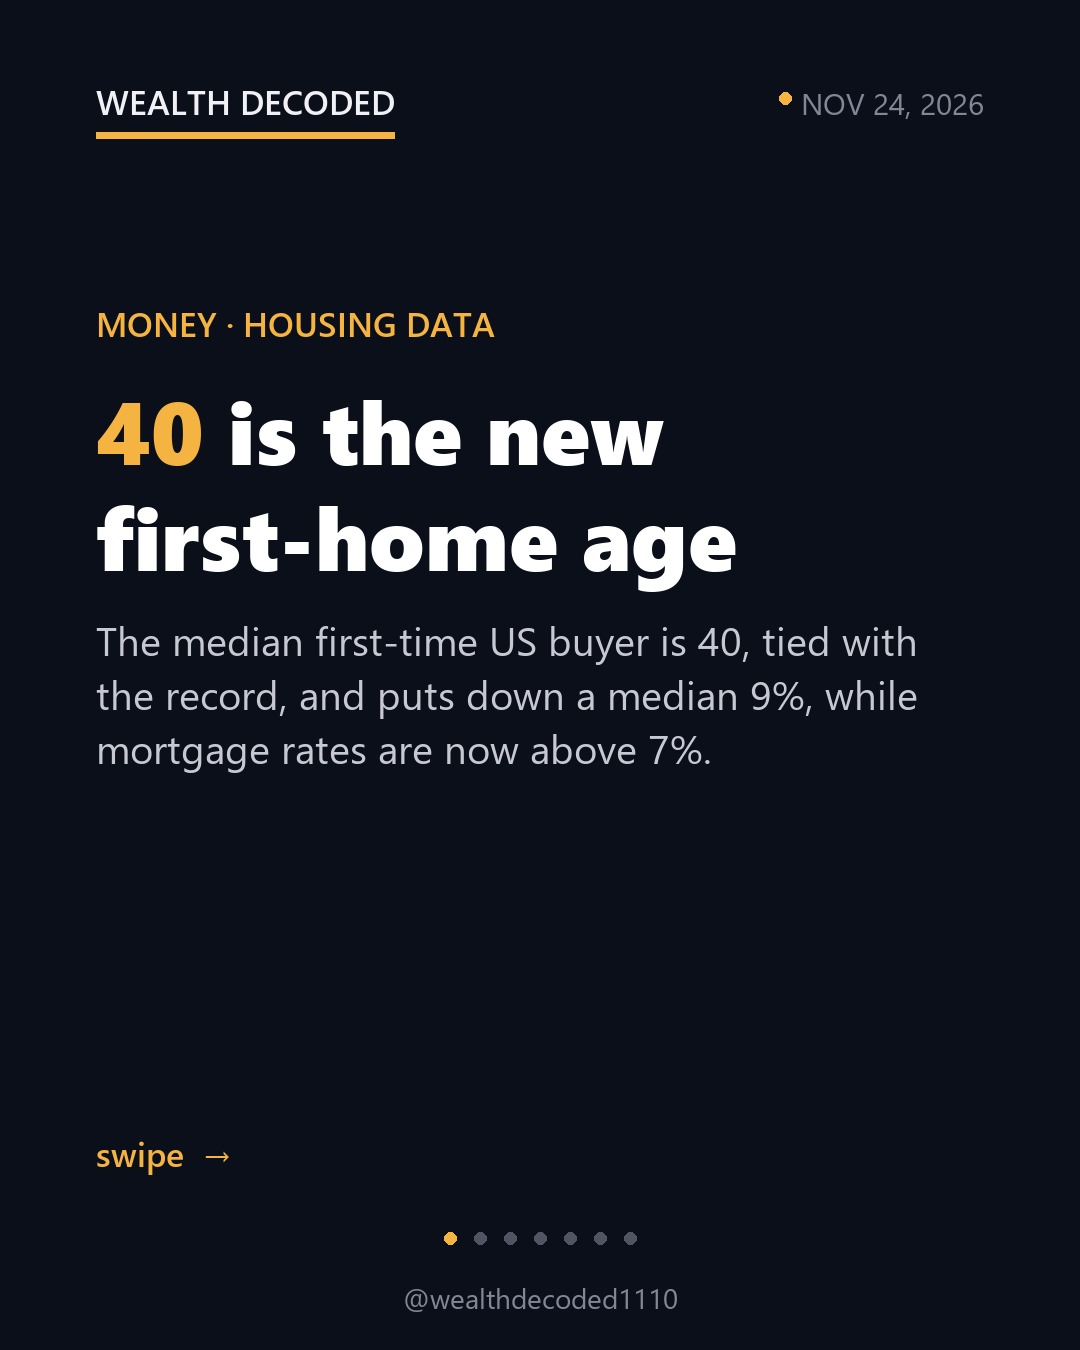 WEALTH DECODED
NOV 24, 2026
MONEY · HOUSING DATA
40 is the new
first-home age
The median first-time US buyer is 40, tied with
the record, and puts down a median 9%, while
mortgage rates are now above 7%.
swipe →
@wealthdecoded1110